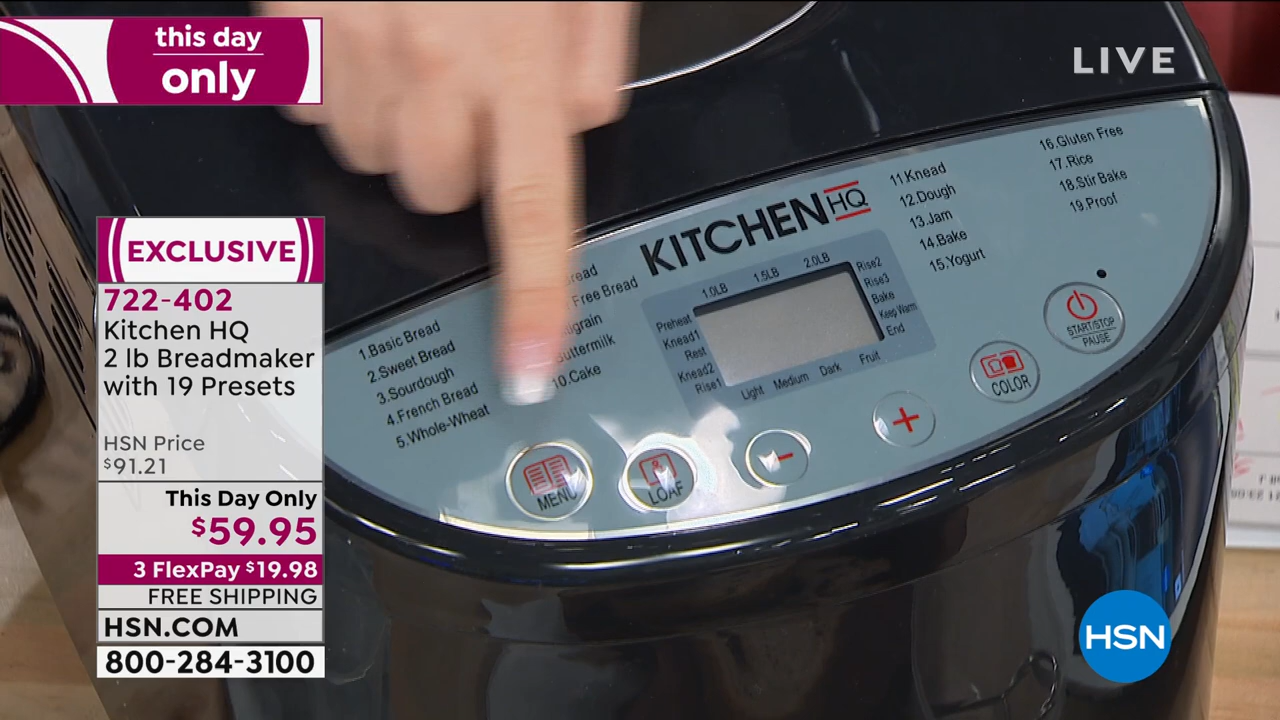 this day
only
LIVE
EXCLUSIVE
722-402
Kitchen HQ
2 lb Breadmaker
with 19 Presets
HSN Price
$91.21
This Day Only
$59.95
3 FlexPay $19.98
FREE SHIPPING
HSN.COM
800-284-3100
KITCHEN HQ
1.Basic Bread
2.Sweet Bread
3.Sourdough
4.French Bread
5.Whole-Wheat
Free Bread
10.Cake
1.0LB 1.5LB 2.0LB
Preheat
Knead1
Rest
Knead2
Rise1
Rise2
Rise3
Bake
Keep Warm
End
Light Medium Dark Fruit
11.Knead
12.Dough
13.Jam
14.Bake
15.Yogurt
16.Gluten Free
17.Rice
18.Stir Bake
19.Proof
MENU
LOAF
-
+
COLOR
START/STOP
PAUSE
HSN